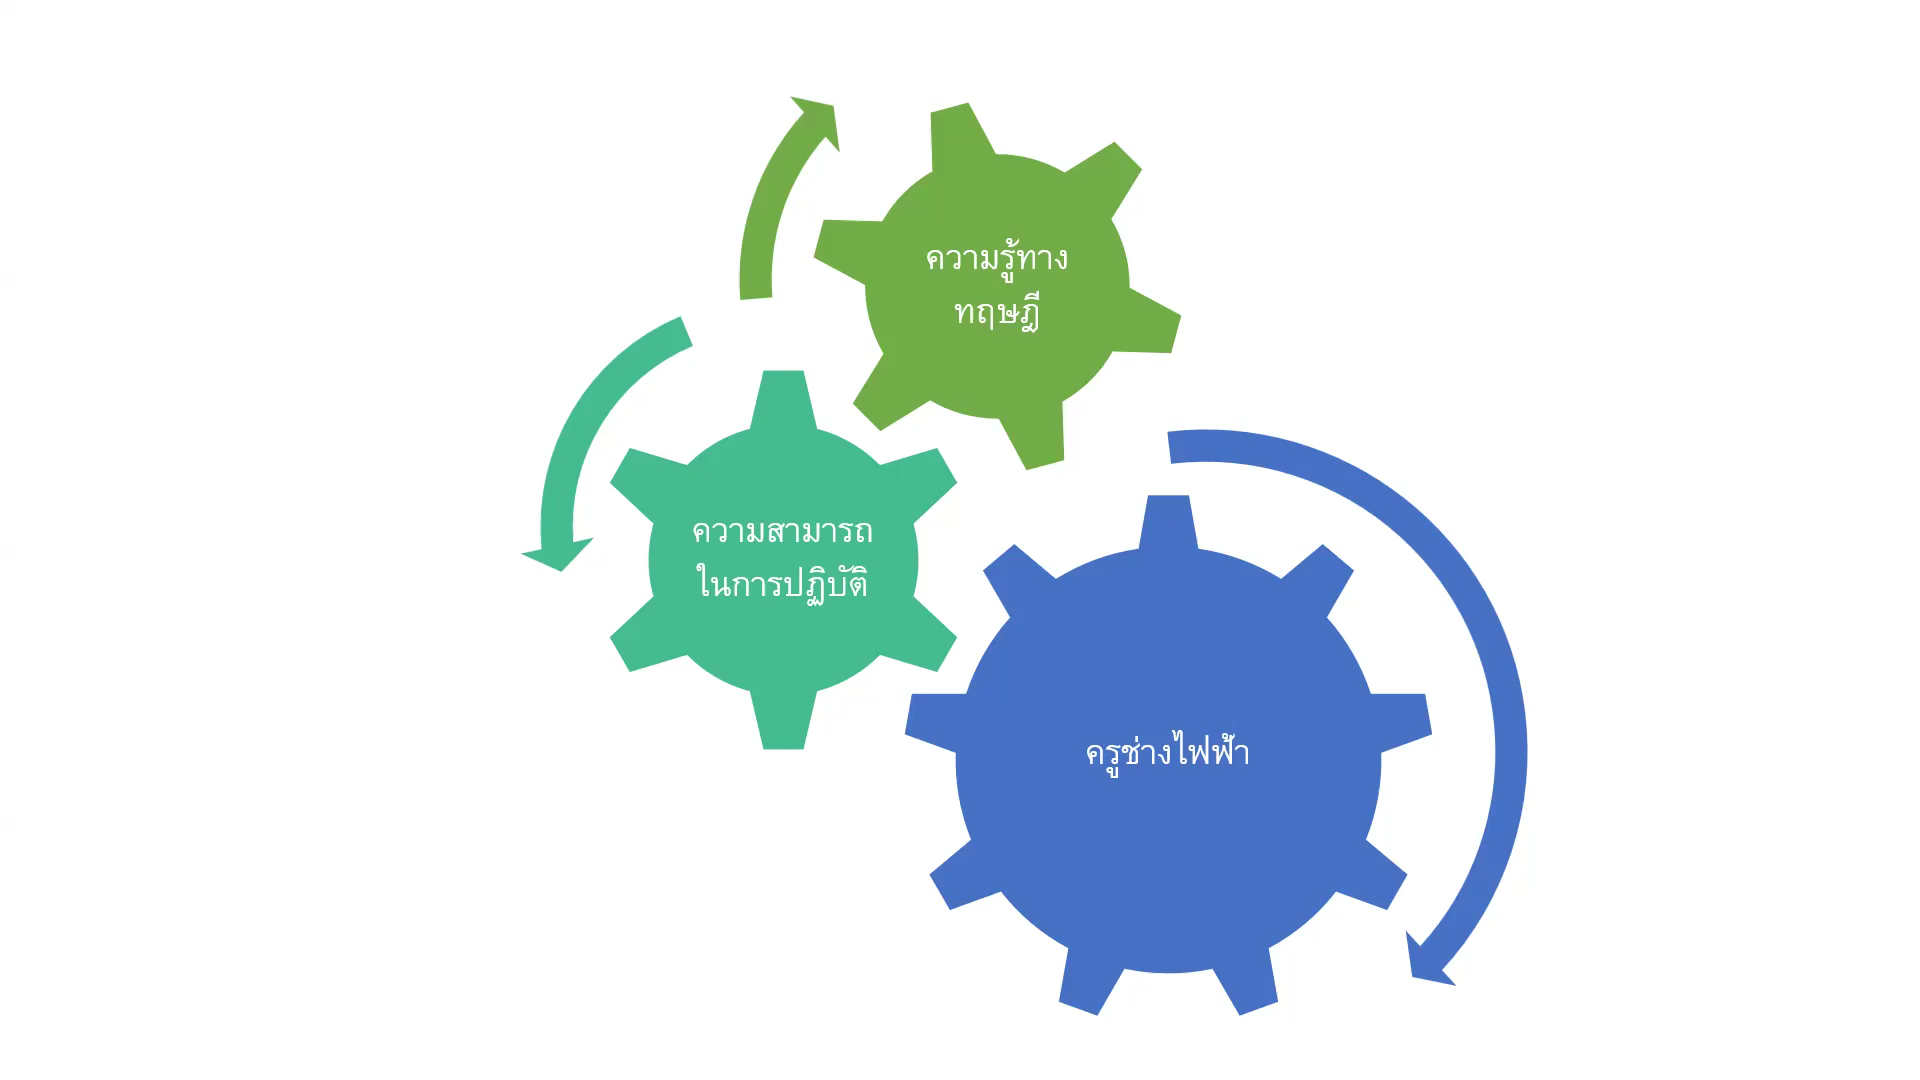 ความรู้ทาง
ทฤษฎี
ความสามารถ
ในการปฏิบัติ
ครูช่างไฟฟ้า